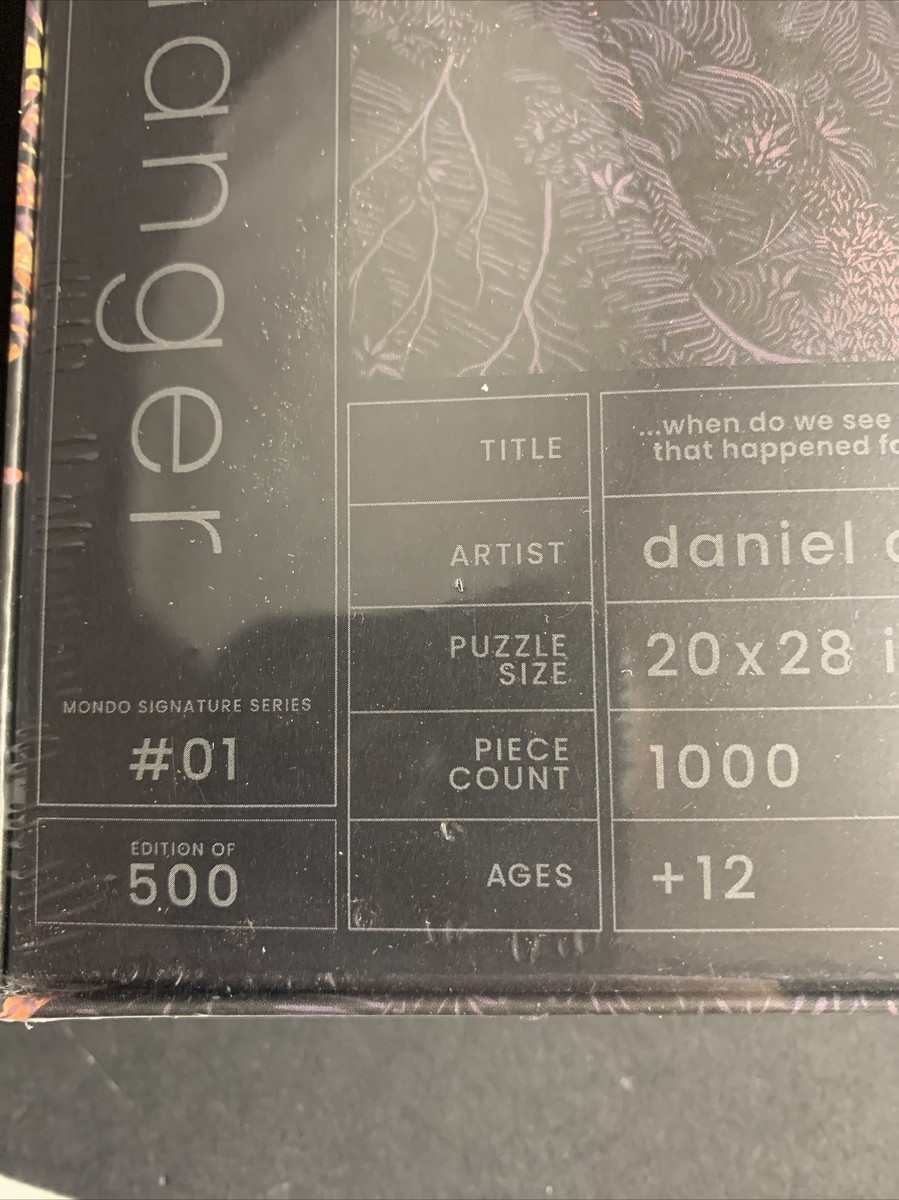 anger
MONDO SIGNATURE SERIES
#01
EDITION OF
500
TITLE
...when do we see
that happened
ARTIST
daniel
PUZZLE
SIZE
20x28
PIECE
COUNT
1000
AGES
+12